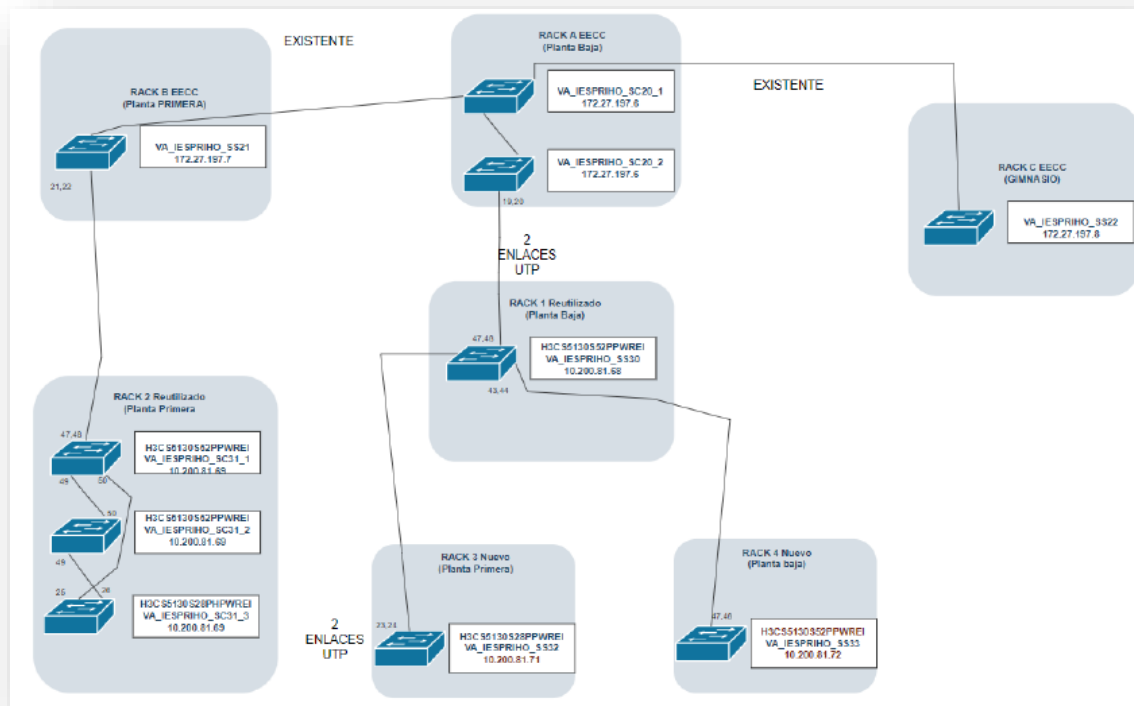 EXISTENTE
RACK A EECC
(Planta Baja)
VA_IESPRIHO_SC20_1
172.27.197.6
VA_IESPRIHO_SC20_2
172.27.197.6
19,20
EXISTENTE
RACK B EECC
(Planta PRIMERA)
VA_IESPRIHO_SS21
172.27.197.7
21,22
RACK C EECC
(GIMNASIO)
VA_IESPRIHO_SS22
172.27.197.8
2
ENLACES
UTP
RACK 1 Reutilizado
(Planta Baja)
47,48
H3CS5130S52PPWREI
VA_IESPRIHO_SS30
10.200.81.68
43,44
RACK 2 Reutilizado
(Planta Primera
47,48
H3CS5130S52PPWREI
VA_IESPRIHO_SC31_1
10.200.81.69
49
50
50
H3CS5130S52PPWREI
VA_IESPRIHO_SC31_2
10.200.81.69
49
25
26
H3CS5130S28PHPWREI
VA_IESPRIHO_SC31_3
10.200.81.69
2
ENLACES
UTP
RACK 3 Nuevo
(Planta Primera)
23,24
H3CS5130S28PPWREI
VA_IESPRIHO_SS32
10.200.81.71
RACK 4 Nuevo
(Planta baja)
H3CS5130S52PPWREI
VA_IESPRIHO_SS33
10.200.81.72